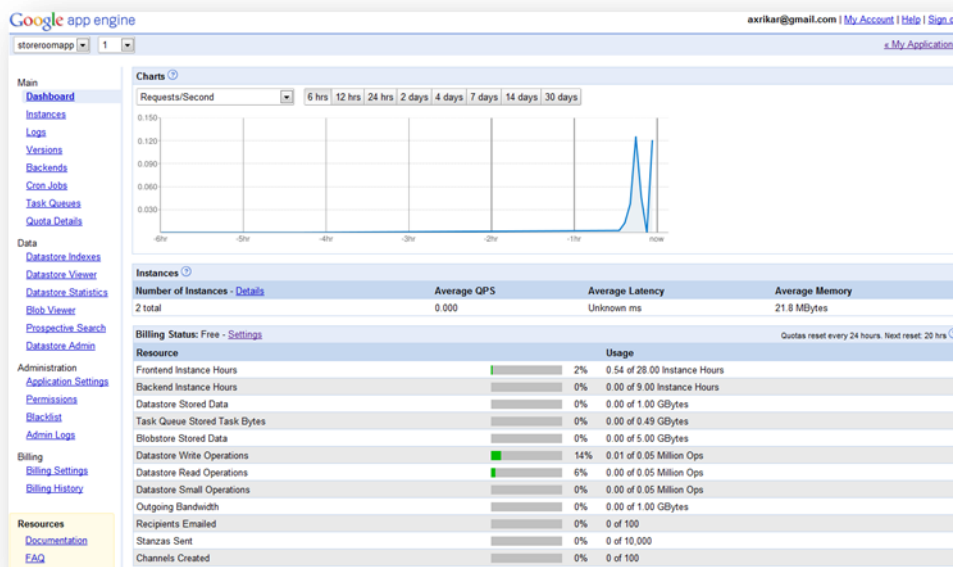 Google app engine
axrikar@gmail.com | My Account | Help | Sign
storeroomapp 1
« My Application
Main
Dashboard
Instances
Logs
Versions
Backends
Cron Jobs
Task Queues
Quota Details
Data
Datastore Indexes
Datastore Viewer
Datastore Statistics
Blob Viewer
Prospective Search
Datastore Admin
Administration
Application Settings
Permissions
Blacklist
Admin Logs
Billing
Billing Settings
Billing History
Resources
Documentation
FAQ
Charts ?
Requests/Second 6 hrs 12 hrs 24 hrs 2 days 4 days 7 days 14 days 30 days
0.150
0.120
0.090
0.060
0.030
-6hr -5hr -4hr -3hr -2hr -1hr now
Instances ?
Number of Instances - Details Average QPS Average Latency Average Memory
2 total 0.000 Unknown ms 21.8 MBytes
Billing Status: Free - Settings Quotas reset every 24 hours. Next reset: 20 hrs
Resource Usage
Frontend Instance Hours 2% 0.54 of 28.00 Instance Hours
Backend Instance Hours 0% 0.00 of 9.00 Instance Hours
Datastore Stored Data 0% 0.00 of 1.00 GBytes
Task Queue Stored Task Bytes 0% 0.00 of 0.49 GBytes
Blobstore Stored Data 0% 0.00 of 5.00 GBytes
Datastore Write Operations 14% 0.01 of 0.05 Million Ops
Datastore Read Operations 6% 0.00 of 0.05 Million Ops
Datastore Small Operations 0% 0.00 of 0.05 Million Ops
Outgoing Bandwidth 0% 0.00 of 1.00 GBytes
Recipients Emailed 0% 0 of 100
Stanzas Sent 0% 0 of 10,000
Channels Created 0% 0 of 100